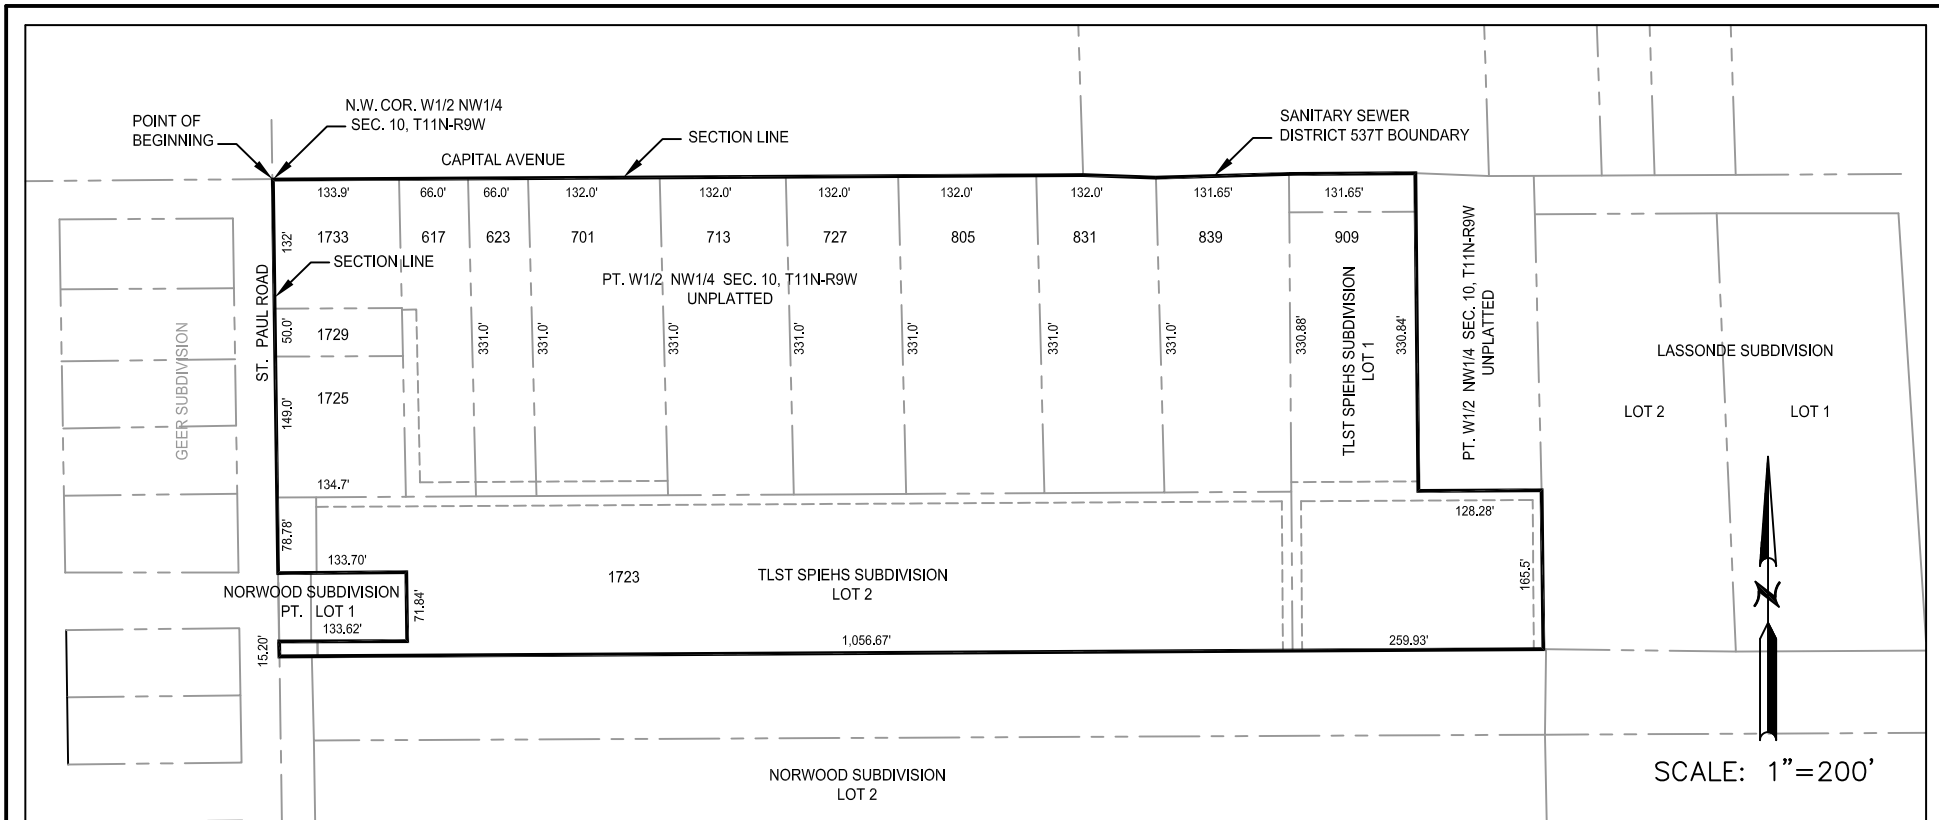 POINT OF
BEGINNING
N.W. COR. W1/2 NW1/4
SEC. 10, T11N-R9W
CAPITAL AVENUE
SECTION LINE
SANITARY SEWER
DISTRICT 537T BOUNDARY
133.9' 66.0' 66.0' 132.0' 132.0' 132.0' 132.0' 132.0' 131.65' 131.65'
132'
1733 617 623 701 713 727 805 831 839 909
SECTION LINE
PT. W1/2 NW1/4 SEC. 10, T11N-R9W
UNPLATTED
ST. PAUL ROAD
GEER SUBDIVISION
50.0'
1729
331.0' 331.0' 331.0' 331.0' 331.0' 331.0' 331.0' 330.88' 330.84'
TLST SPIEHS SUBDIVISION
LOT 1
PT. W1/2 NW1/4 SEC. 10, T11N-R9W
UNPLATTED
LASSONDE SUBDIVISION
LOT 2
LOT 1
149.0'
1725
134.7'
78.78'
133.70'
128.28'
165.5'
NORWOOD SUBDIVISION
PT. LOT 1
133.62'
71.84'
15.20'
1723
TLST SPIEHS SUBDIVISION
LOT 2
1,056.67'
259.93'
N
NORWOOD SUBDIVISION
LOT 2
SCALE: 1"=200'